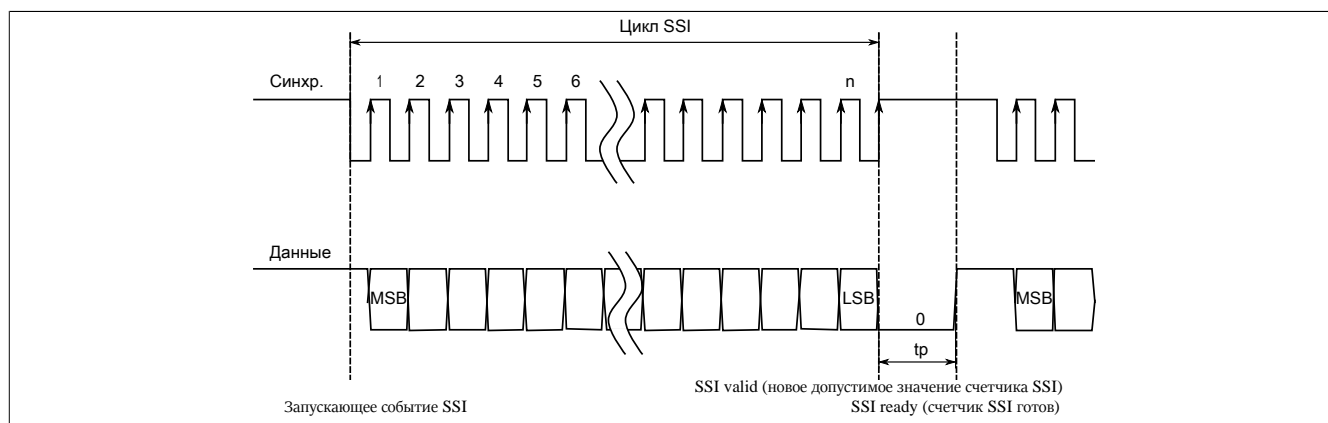 Цикл SSI
Синхр.
1 2 3 4 5 6 n
Данные
MSB LSB MSB
0
tp
SSI valid (новое допустимое значение счетчика SSI)
Запускающее событие SSI SSI ready (счетчик SSI готов)